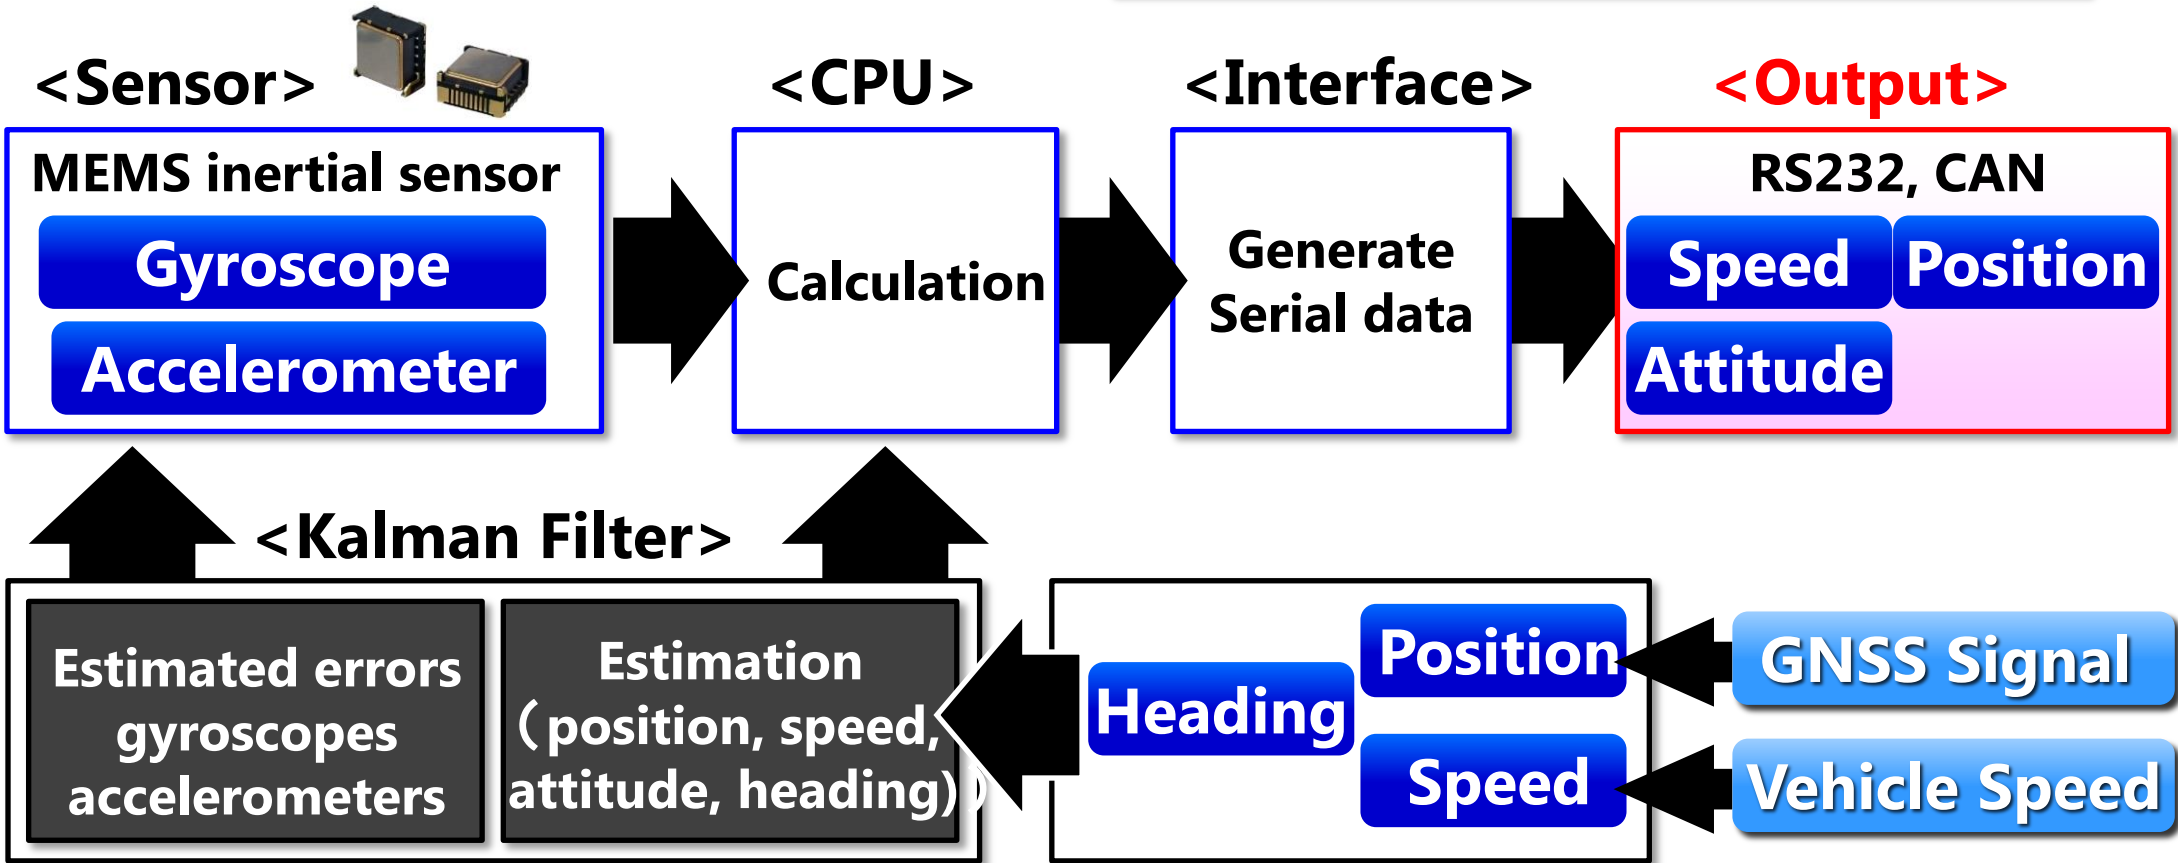 <Sensor>
<CPU>
<Interface>
<Output>
MEMS inertial sensor
Gyroscope
Accelerometer
Calculation
Generate
Serial data
RS232, CAN
Speed
Position
Attitude
<Kalman Filter>
Estimated errors
gyroscopes
accelerometers
Estimation
（position, speed,
attitude, heading)）
Heading
Position
Speed
GNSS Signal
Vehicle Speed